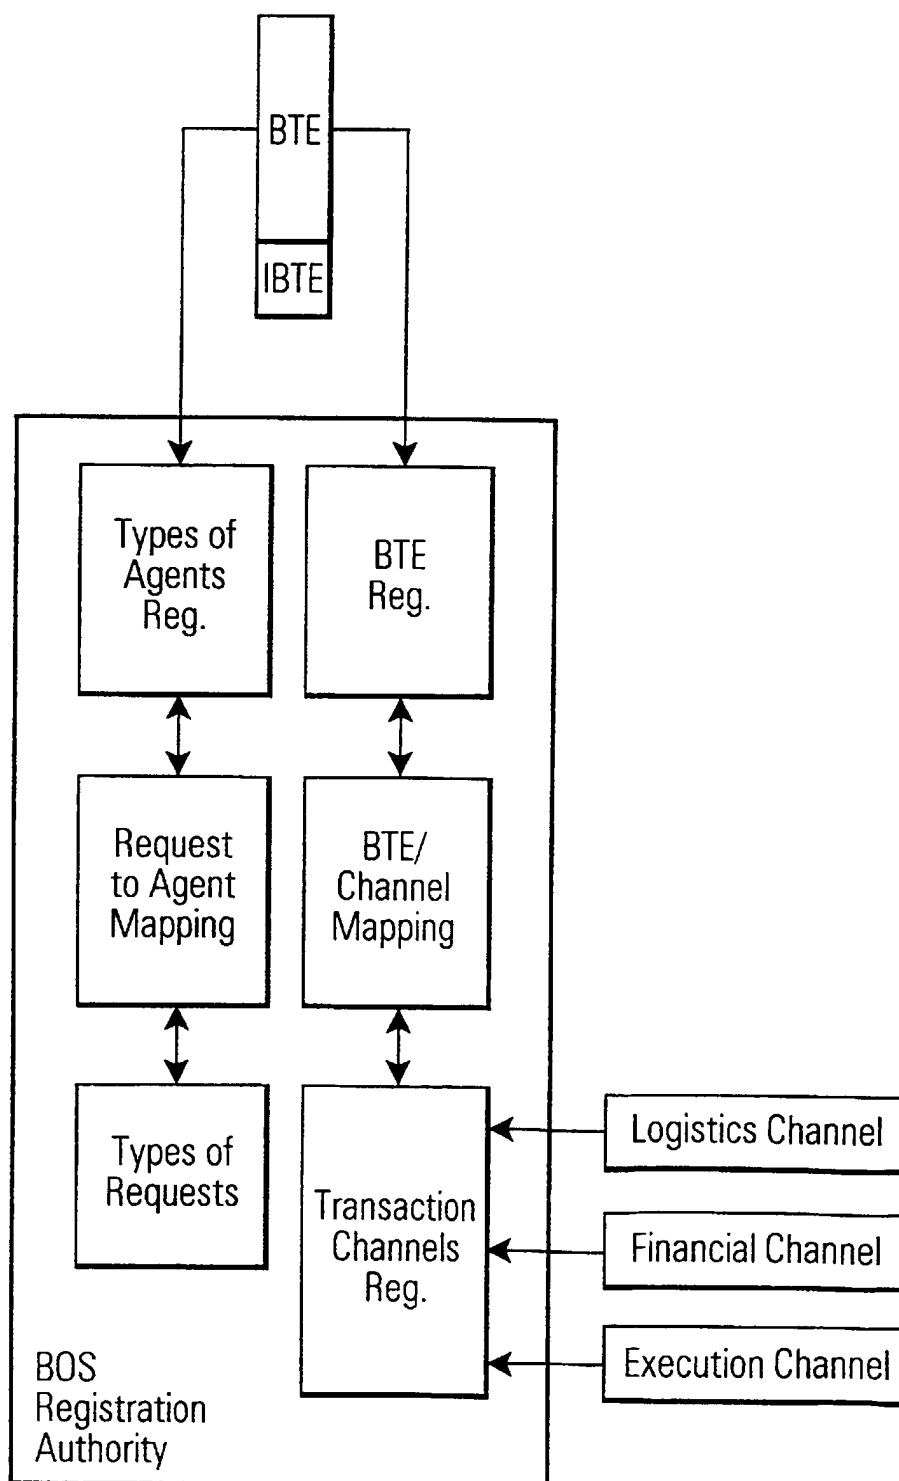 BTE
IBTE
Types of
Agents
Reg.
BTE
Reg.
Request
to Agent
Mapping
BTE/
Channel
Mapping
Types of
Requests
Transaction
Channels
Reg.
Logistics Channel
Financial Channel
Execution Channel
BOS
Registration
Authority